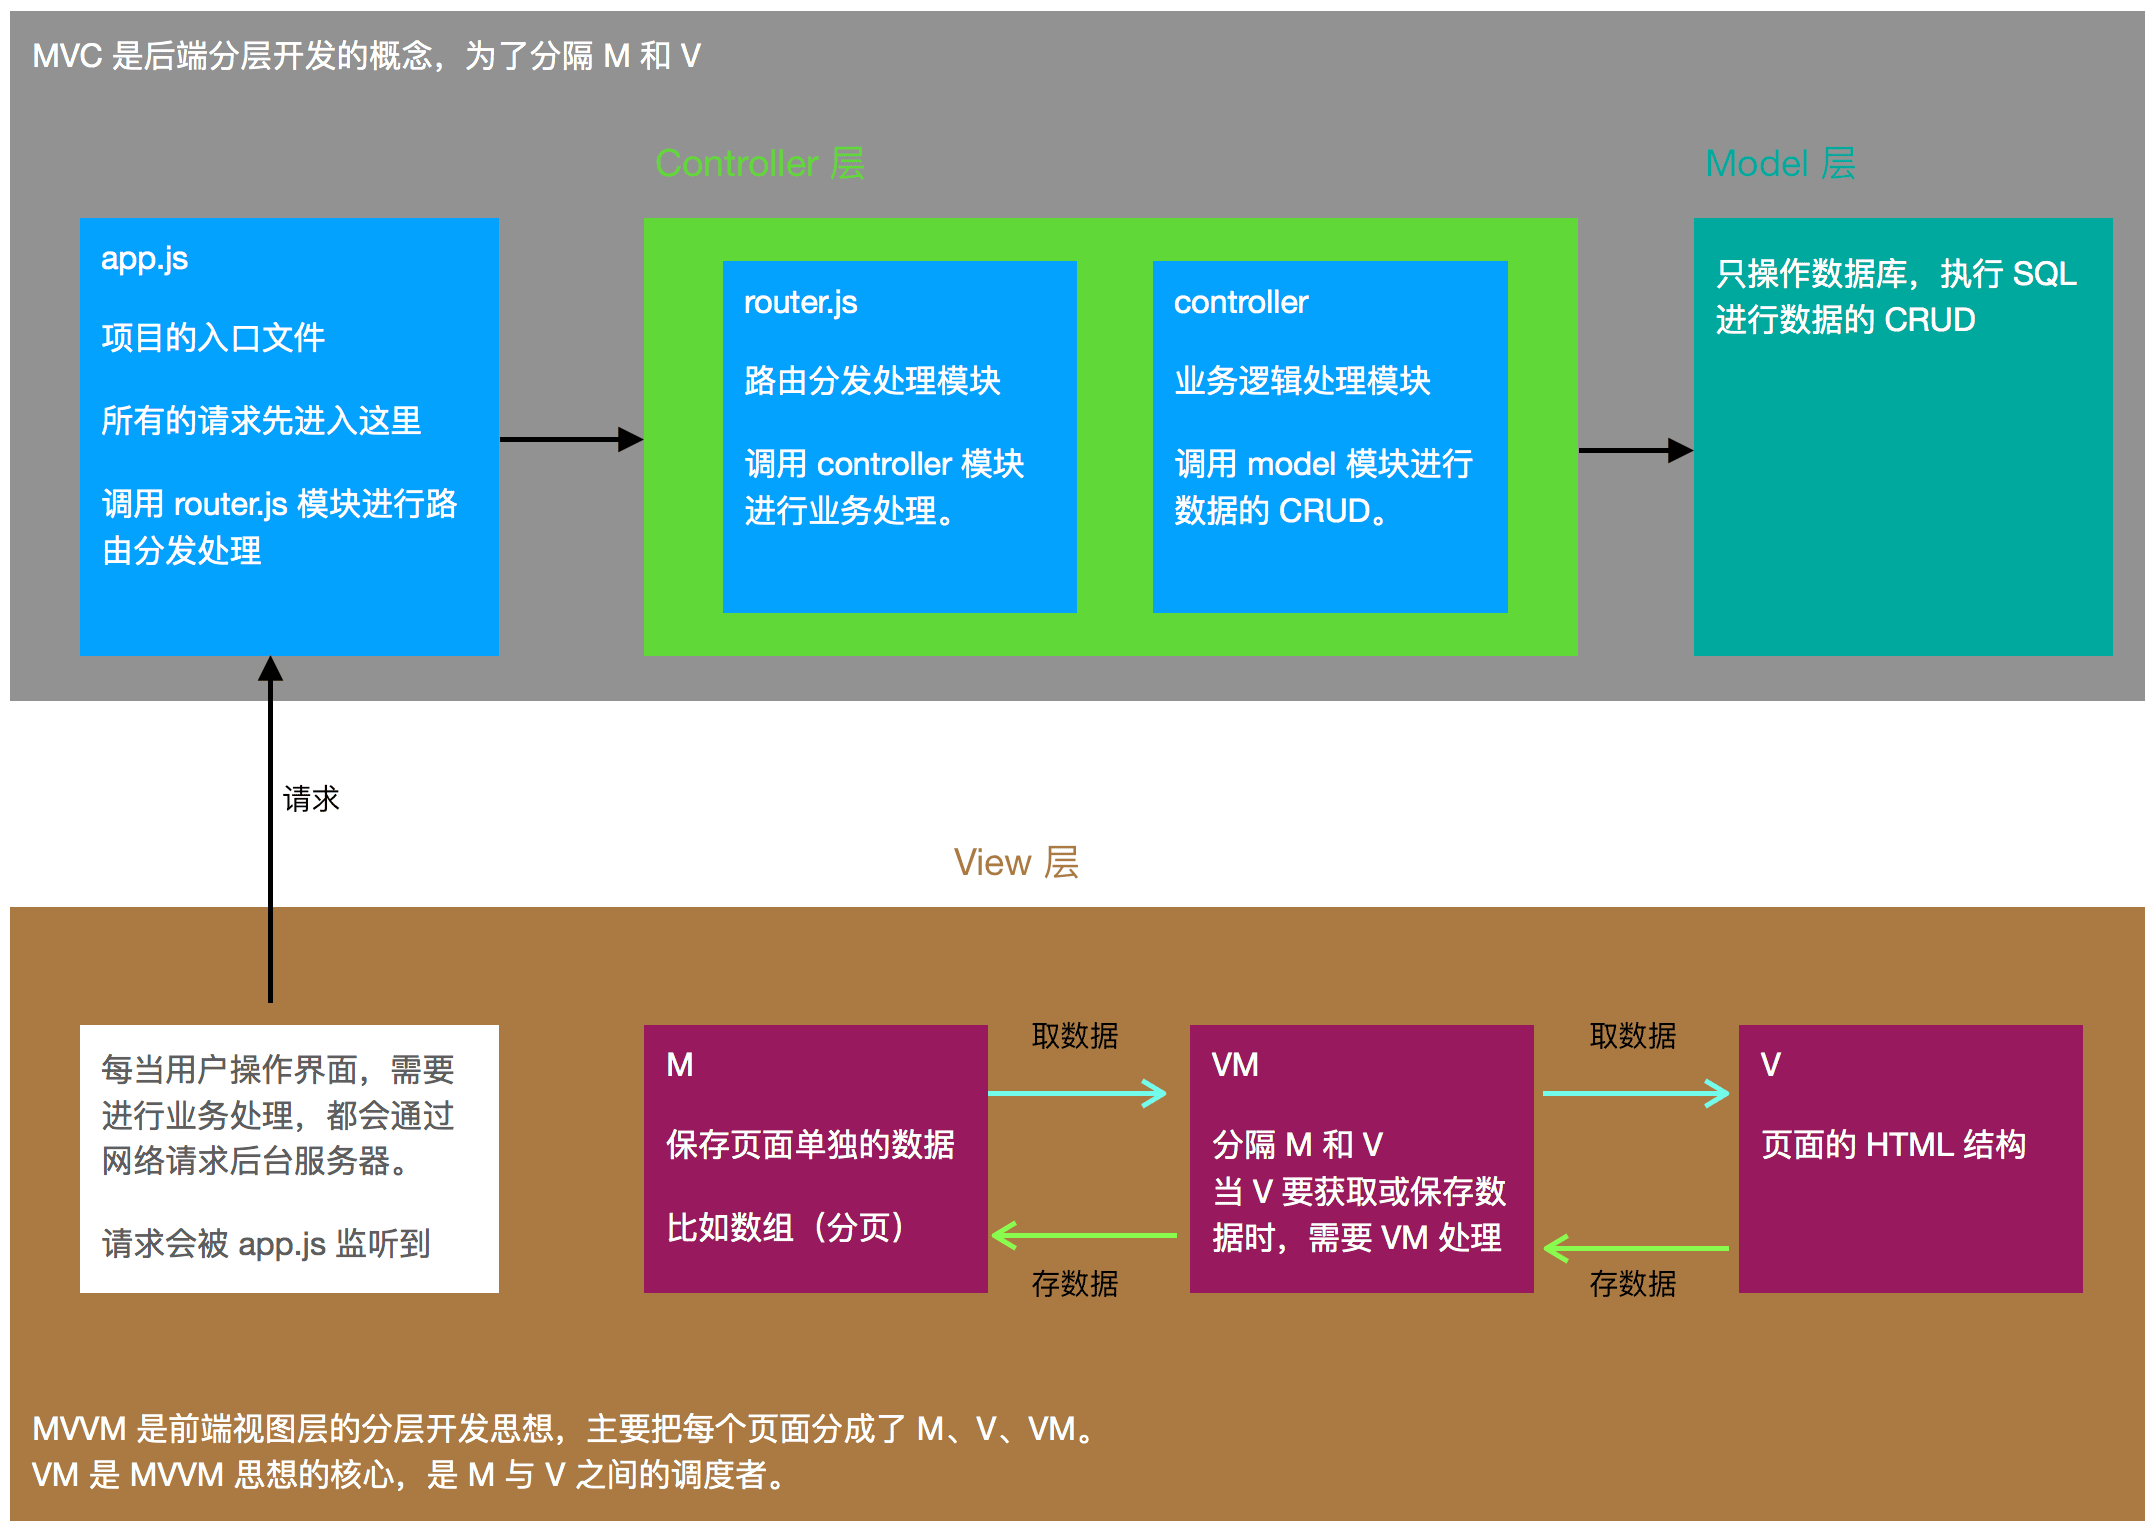 MVC 是后端分层开发的概念，为了分隔 M 和 V
Controller 层
Model 层
app.js
项目的入口文件
所有的请求先进入这里
调用 router.js 模块进行路
由分发处理
router.js
路由分发处理模块
调用 controller 模块
进行业务处理。
controller
业务逻辑处理模块
调用 model 模块进行
数据的 CRUD。
只操作数据库，执行 SQL
进行数据的 CRUD
请求
View 层
每当用户操作界面，需要
进行业务处理，都会通过
网络请求后台服务器。
请求会被 app.js 监听到
M
保存页面单独的数据
比如数组（分页）
取数据
存数据
VM
分隔 M 和 V
当 V 要获取或保存数
据时，需要 VM 处理
取数据
存数据
V
页面的 HTML 结构
MVVM 是前端视图层的分层开发思想，主要把每个页面分成了 M、V、VM。
VM 是 MVVM 思想的核心，是 M 与 V 之间的调度者。